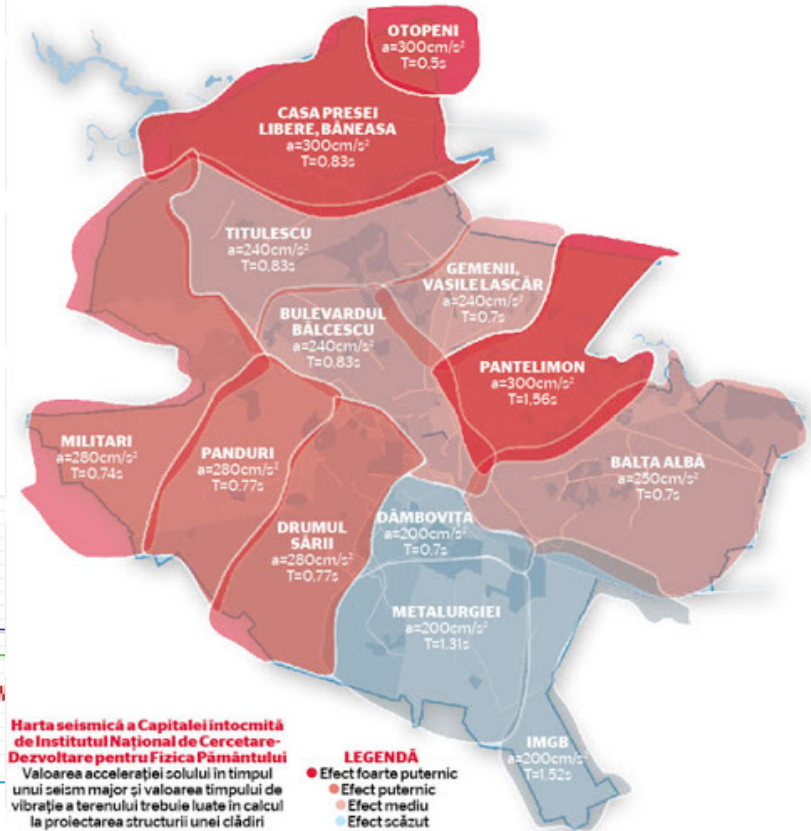 OTOPENI
a=300cm/s²
T=0,5s
CASA PRESEI
LIBERE, BĂNEASA
a=300cm/s²
T=0,83s
TITULESCU
a=240cm/s²
T=0,83s
GEMENII,
VASILE LASCĂR
a=240cm/s²
T=0,7s
BULEVARDUL
BĂLCESCU
a=240cm/s²
T=0,83s
PANTELIMON
a=300cm/s²
T=1,56s
MILITARI
a=280cm/s²
T=0,74s
PANDURI
a=280cm/s²
T=0,77s
BALTA ALBĂ
a=250cm/s²
T=0,7s
DRUMUL
SĂRII
a=280cm/s²
T=0,77s
DÂMBOVIȚA
a=200cm/s²
T=0,7s
METALURGIEI
a=200cm/s²
T=1,31s
IMGB
a=200cm/s²
T=1,52s
Harta seismică a Capitalei întocmită
de Institutul Național de Cercetare-
Dezvoltare pentru Fizica Pământului
Valoarea accelerației solului în timpul
unui seism major și valoarea timpului de
vibrație a terenului trebuie luate în calcul
la proiectarea structurii unei clădiri
LEGENDĂ
Efect foarte puternic
Efect puternic
Efect mediu
Efect scăzut